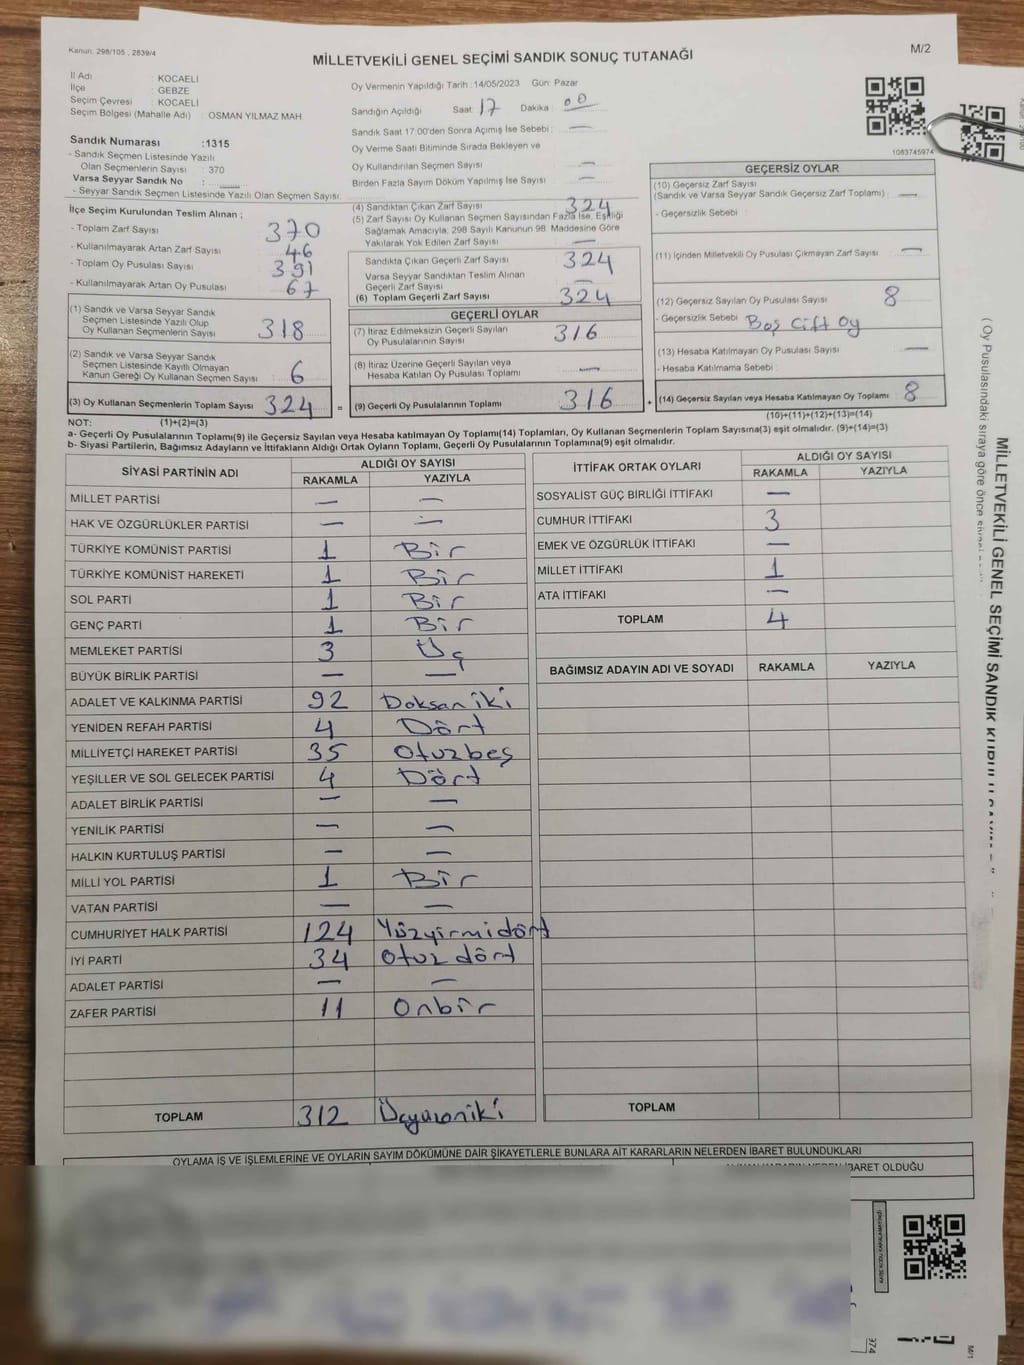 Kanun: 298/105 , 2839/4
M/2
MİLLETVEKİLİ GENEL SEÇİMİ SANDIK SONUÇ TUTANAĞI
İl Adı : KOCAELİ
İlçe : GEBZE
Seçim Çevresi : KOCAELİ
Seçim Bölgesi (Mahalle Adı) : OSMAN YILMAZ MAH.
Sandık Numarası :1315
- Sandık Seçmen Listesinde Yazılı
Olan Seçmenlerin Sayısı : 370
Varsa Seyyar Sandık No :
- Seyyar Sandık Seçmen Listesinde Yazılı Olan Seçmen Sayısı
Oy Vermenin Yapıldığı Tarih :14/05/2023 Gün: Pazar
Sandığın Açıldığı Saat: 17 Dakika : 00
Sandık Saat 17.00'den Sonra Açılmış İse Sebebi : —
Oy Verme Saati Bitiminde Sırada Bekleyen ve
Oy Kullandırılan Seçmen Sayısı —
Birden Fazla Sayım Döküm Yapılmış İse Sayısı —
1083745974
İlçe Seçim Kurulundan Teslim Alınan ;
- Toplam Zarf Sayısı 370
- Kullanılmayarak Artan Zarf Sayısı 46
- Toplam Oy Pusulası Sayısı 391
- Kullanılmayarak Artan Oy Pusulası 67
(1) Sandık ve Varsa Seyyar Sandık
Seçmen Listesinde Yazılı Olup
Oy Kullanan Seçmenlerin Sayısı 318
(2) Sandık ve Varsa Seyyar Sandık
Seçmen Listesinde Kayıtlı Olmayan
Kanun Gereği Oy Kullanan Seçmen Sayısı 6
(3) Oy Kullanan Seçmenlerin Toplam Sayısı 324
(4) Sandıktan Çıkan Zarf Sayısı 324
(5) Zarf Sayısı Oy Kullanan Seçmen Sayısından Fazla İse, Eşitliği
Sağlamak Amacıyla, 298 Sayılı Kanunun 98. Maddesine Göre
Yakılarak Yok Edilen Zarf Sayısı —
Sandıkta Çıkan Geçerli Zarf Sayısı 324
Varsa Seyyar Sandıktan Teslim Alınan
Geçerli Zarf Sayısı —
(6) Toplam Geçerli Zarf Sayısı 324
GEÇERLİ OYLAR
(7) İtiraz Edilmeksizin Geçerli Sayılan
Oy Pusulalarının Sayısı 316
(8) İtiraz Üzerine Geçerli Sayılan veya
Hesaba Katılan Oy Pusulası Toplamı —
= (9) Geçerli Oy Pusulalarının Toplamı 316
GEÇERSİZ OYLAR
(10) Geçersiz Zarf Sayısı
(Sandık ve Varsa Seyyar Sandık Geçersiz Zarf Toplamı) —
- Geçersizlik Sebebi :
(11) İçinden Milletvekili Oy Pusulası Çıkmayan Zarf Sayısı —
(12) Geçersiz Sayılan Oy Pusulası Sayısı 8
- Geçersizlik Sebebi : Boş Çift Oy
(13) Hesaba Katılmayan Oy Pusulası Sayısı —
- Hesaba Katılmama Sebebi :
+ (14) Geçersiz Sayılan veya Hesaba Katılmayan Oy Toplamı 8
NOT: (1)+(2)=(3) (10)+(11)+(12)+(13)=(14)
a- Geçerli Oy Pusulalarının Toplamı(9) ile Geçersiz Sayılan veya Hesaba katılmayan Oy Toplamı(14) Toplamları, Oy Kullanan Seçmenlerin Toplam Sayısına(3) eşit olmalıdır. (9)+(14)=(3)
b- Siyasi Partilerin, Bağımsız Adayların ve İttifakların Aldığı Ortak Oyların Toplamı, Geçerli Oy Pusulalarının Toplamına(9) eşit olmalıdır.
SİYASİ PARTİNİN ADI ALDIĞI OY SAYISI
RAKAMLA YAZIYLA
MİLLET PARTİSİ — —
HAK VE ÖZGÜRLÜKLER PARTİSİ — —
TÜRKİYE KOMÜNİST PARTİSİ 1 Bir
TÜRKİYE KOMÜNİST HAREKETİ 1 Bir
SOL PARTİ 1 Bir
GENÇ PARTİ 1 Bir
MEMLEKET PARTİSİ 3 Üç
BÜYÜK BİRLİK PARTİSİ — —
ADALET VE KALKINMA PARTİSİ 92 Doksaniki
YENİDEN REFAH PARTİSİ 4 Dört
MİLLİYETÇİ HAREKET PARTİSİ 35 Otuzbeş
YEŞİLLER VE SOL GELECEK PARTİSİ 4 Dört
ADALET BİRLİK PARTİSİ — —
YENİLİK PARTİSİ — —
HALKIN KURTULUŞ PARTİSİ — —
MİLLİ YOL PARTİSİ 1 Bir
VATAN PARTİSİ — —
CUMHURİYET HALK PARTİSİ 124 Yüzyirmidört
İYİ PARTİ 34 Otuzdört
ADALET PARTİSİ — —
ZAFER PARTİSİ 11 Onbir
TOPLAM 312 Üçyüzoniki
İTTİFAK ORTAK OYLARI ALDIĞI OY SAYISI
RAKAMLA YAZIYLA
SOSYALİST GÜÇ BİRLİĞİ İTTİFAKI —
CUMHUR İTTİFAKI 3
EMEK VE ÖZGÜRLÜK İTTİFAKI —
MİLLET İTTİFAKI 1
ATA İTTİFAKI —
TOPLAM 4
BAĞIMSIZ ADAYIN ADI VE SOYADI RAKAMLA YAZIYLA
TOPLAM
OYLAMA İŞ VE İŞLEMLERİNE VE OYLARIN SAYIM DÖKÜMÜNE DAİR ŞİKAYETLERLE BUNLARA AİT KARARLARIN NELERDEN İBARET BULUNDUKLARI
İBARET OLDUĞU
MİLLETVEKİLİ GENEL SEÇİMİ SANDIK
( Oy Pusulasındaki sıraya göre önce
974
M/1